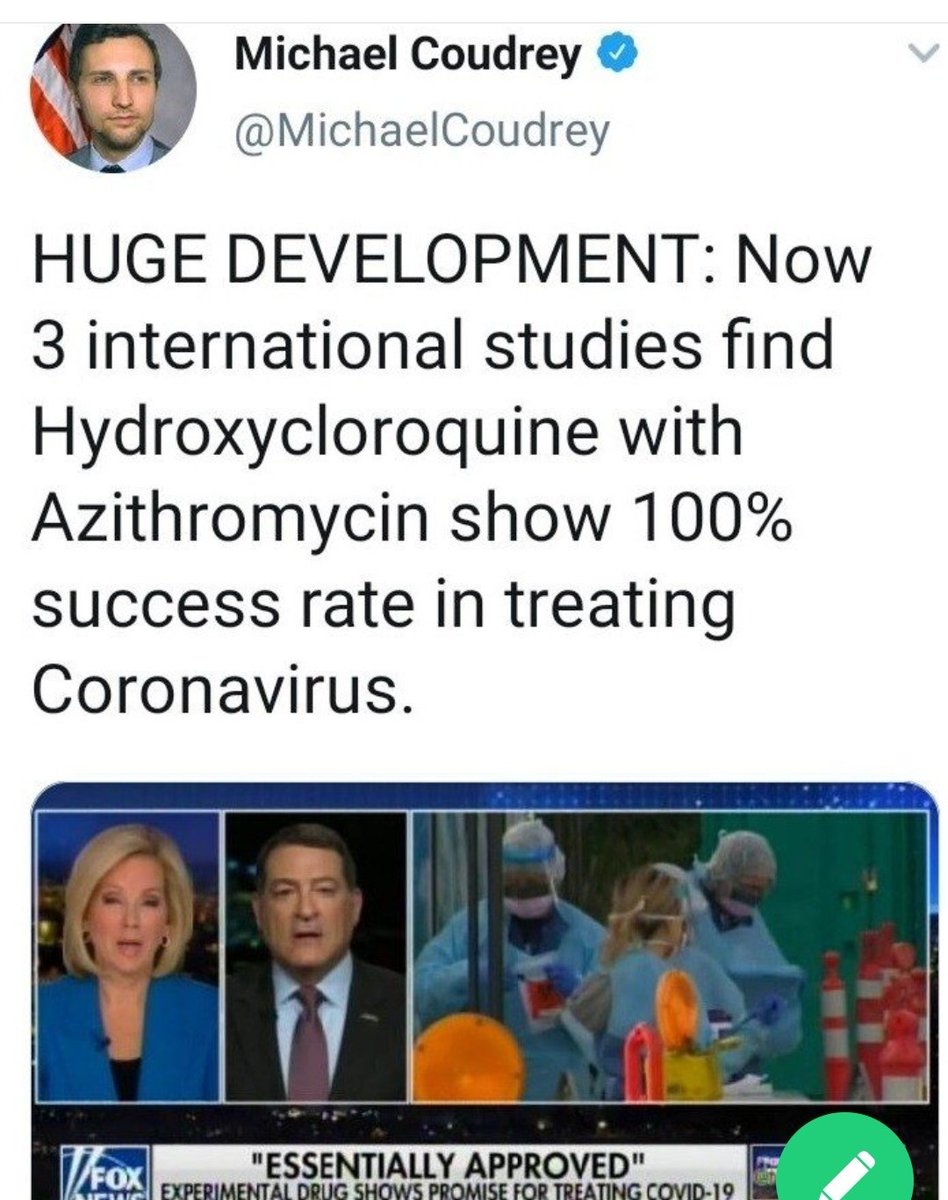 Michael Coudrey
@MichaelCoudrey
HUGE DEVELOPMENT: Now
3 international studies find
Hydroxycloroquine with
Azithromycin show 100%
success rate in treating
Coronavirus.
"ESSENTIALLY APPROVED"
FOX
NEWS
EXPERIMENTAL DRUG SHOWS PROMISE FOR TREATING COVID-19